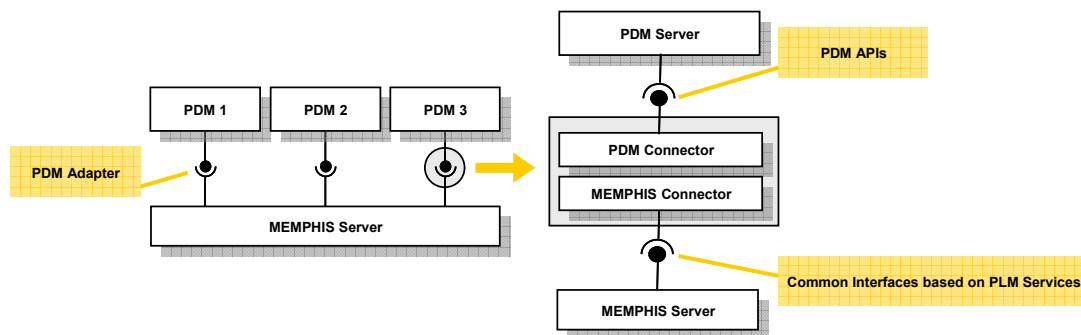 PDM Server
PDM APIs
PDM 1
PDM 2
PDM 3
PDM Adapter
PDM Connector
MEMPHIS Connector
MEMPHIS Server
Common Interfaces based on PLM Services
MEMPHIS Server